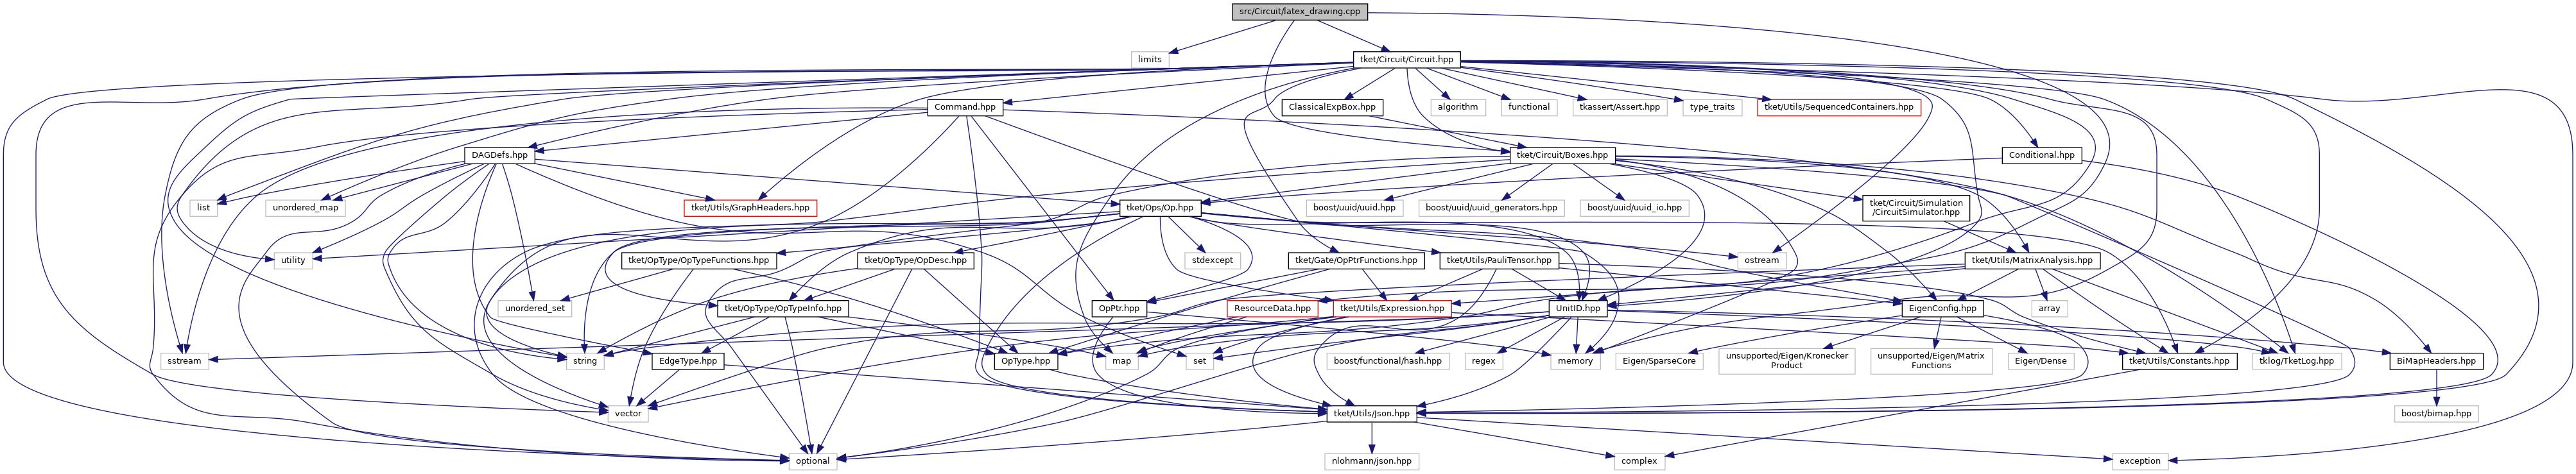 src/Circuit/latex_drawing.cpp
limits
tket/Circuit/Circuit.hpp
Command.hpp
ClassicalExpBox.hpp
algorithm
functional
tkassert/Assert.hpp
type_traits
tket/Utils/SequencedContainers.hpp
DAGDefs.hpp
tket/Circuit/Boxes.hpp
Conditional.hpp
list
unordered_map
tket/Utils/GraphHeaders.hpp
tket/Ops/Op.hpp
boost/uuid/uuid.hpp
boost/uuid/uuid_generators.hpp
boost/uuid/uuid_io.hpp
tket/Circuit/Simulation
/CircuitSimulator.hpp
utility
tket/OpType/OpTypeFunctions.hpp
tket/OpType/OpDesc.hpp
stdexcept
tket/Gate/OpPtrFunctions.hpp
tket/Utils/PauliTensor.hpp
ostream
tket/Utils/MatrixAnalysis.hpp
unordered_set
tket/OpType/OpTypeInfo.hpp
OpPtr.hpp
ResourceData.hpp
tket/Utils/Expression.hpp
UnitID.hpp
EigenConfig.hpp
array
sstream
string
EdgeType.hpp
OpType.hpp
map
set
boost/functional/hash.hpp
regex
memory
Eigen/SparseCore
unsupported/Eigen/Kronecker
Product
unsupported/Eigen/Matrix
Functions
Eigen/Dense
tket/Utils/Constants.hpp
tklog/TketLog.hpp
BiMapHeaders.hpp
vector
tket/Utils/Json.hpp
boost/bimap.hpp
optional
nlohmann/json.hpp
complex
exception